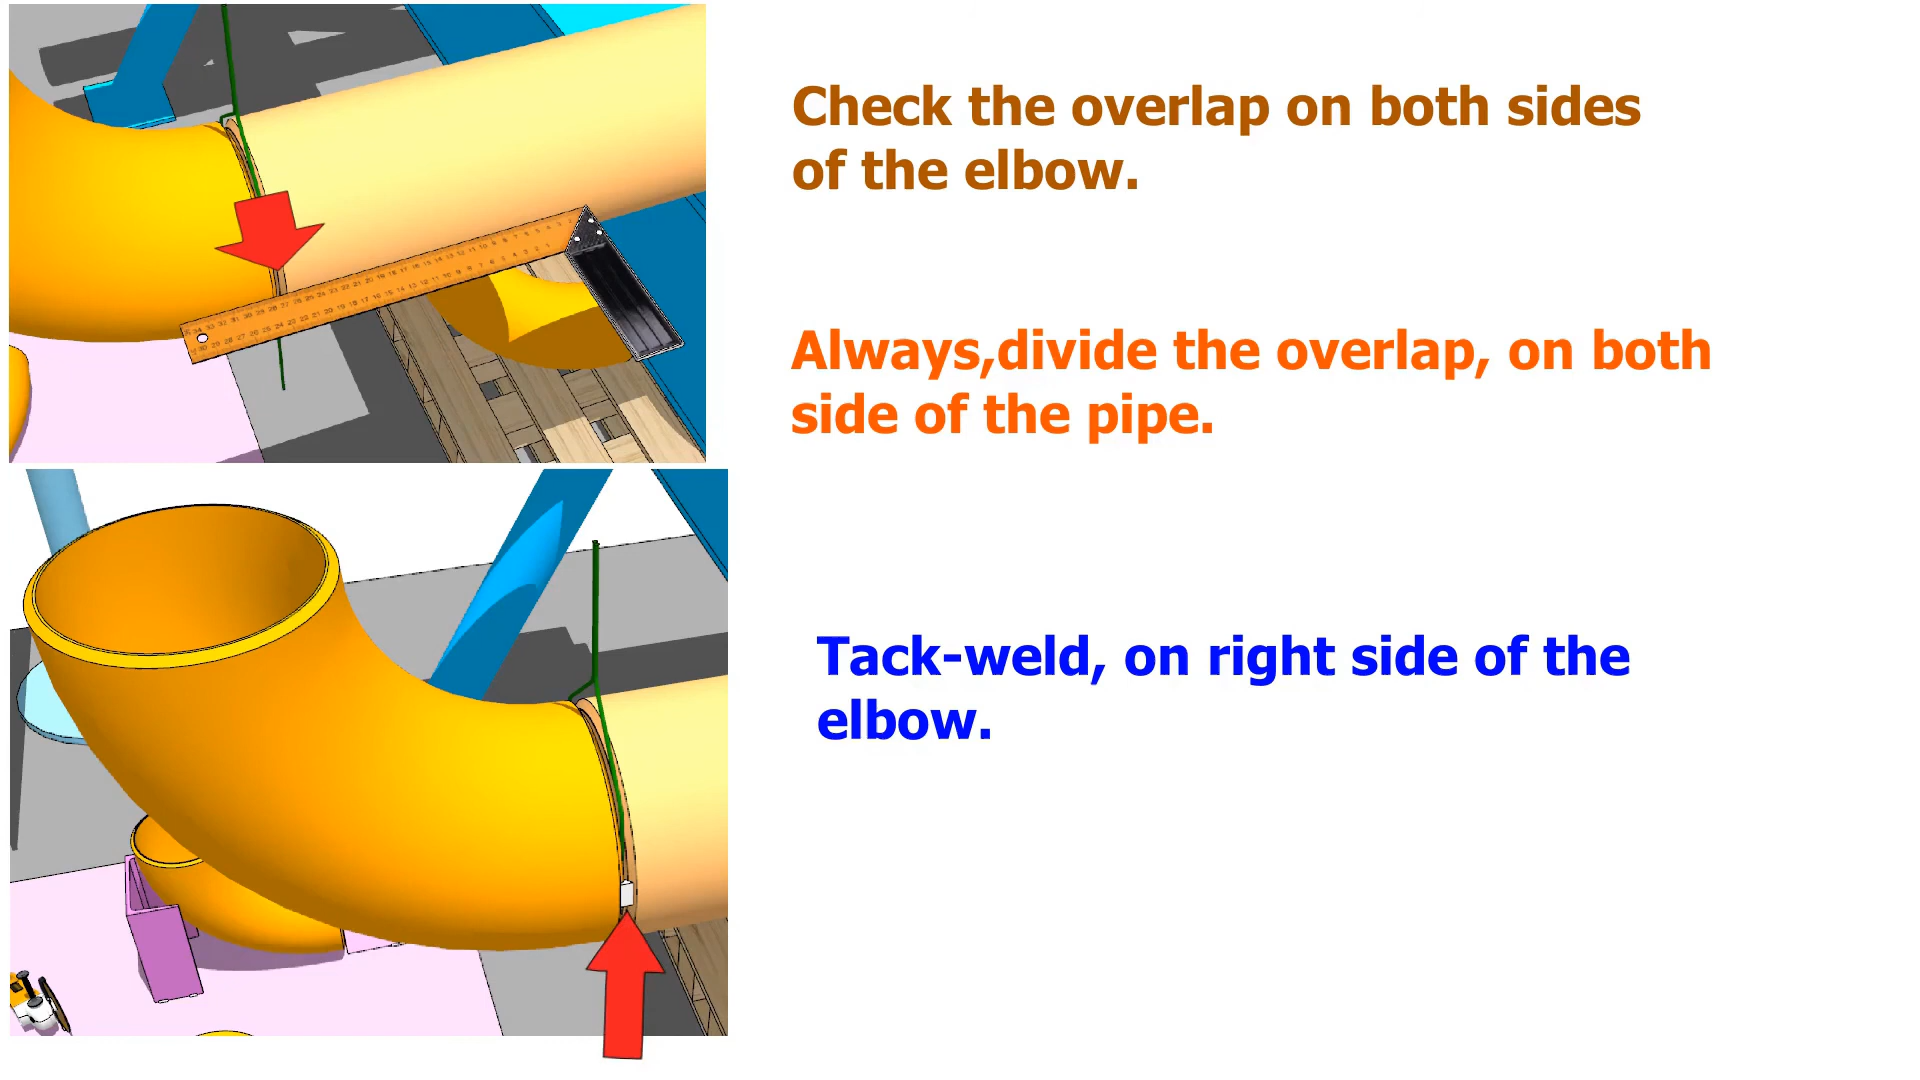 Check the overlap on both sides
of the elbow.
Always,divide the overlap, on both
side of the pipe.
Tack-weld, on right side of the
elbow.